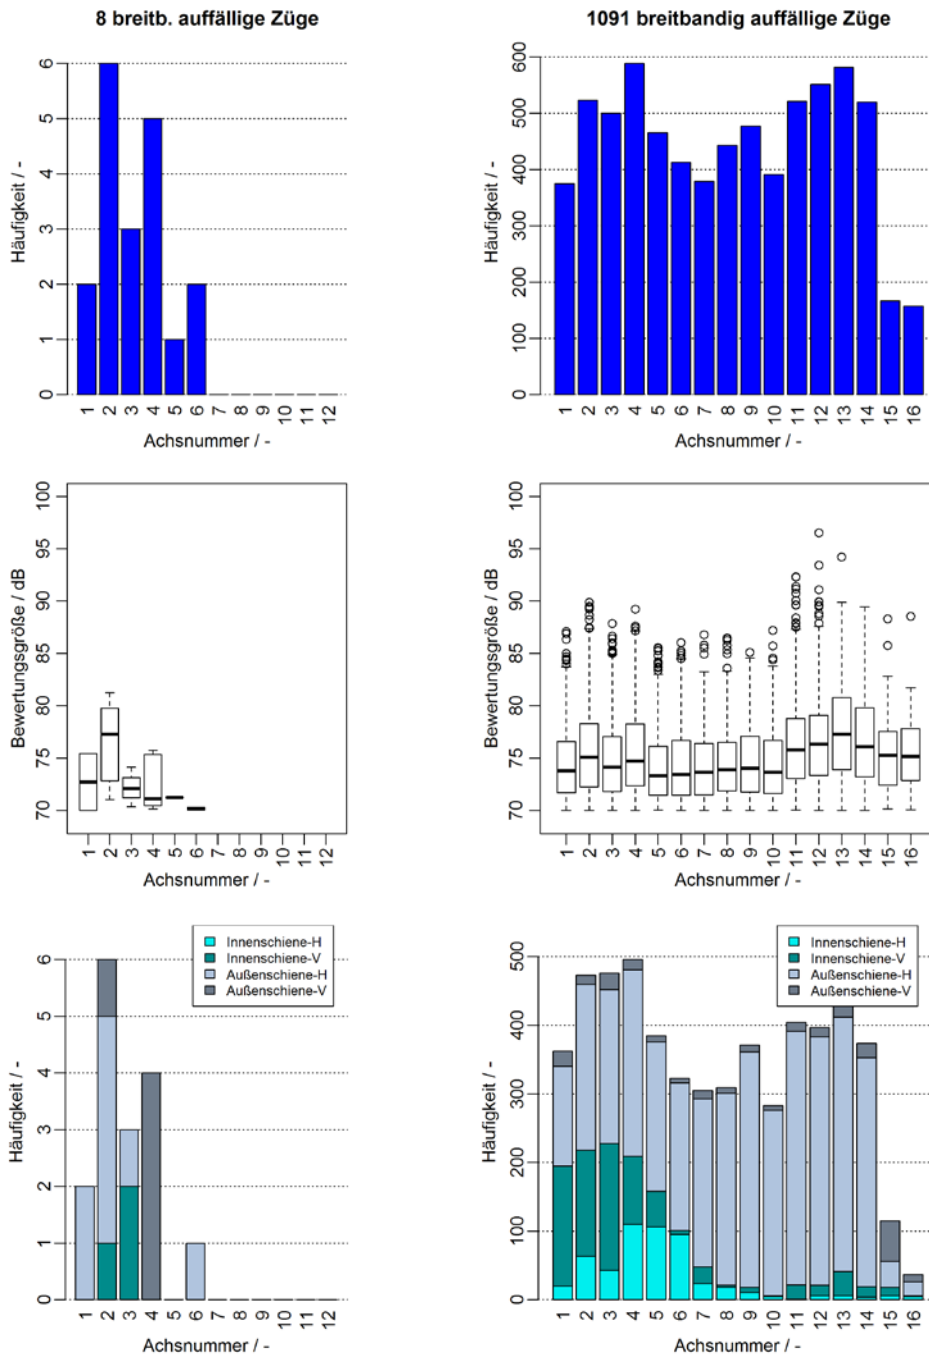 8 breitb. auffällige Züge
1091 breitbandig auffällige Züge
Häufigkeit / -
0 1 2 3 4 5 6
1 2 3 4 5 6 7 8 9 10 11 12
Achsnummer / -
Häufigkeit / -
0 100 200 300 400 500 600
1 2 3 4 5 6 7 8 9 10 11 12 13 14 15 16
Achsnummer / -
Bewertungsgröße / dB
70 75 80 85 90 95 100
1 2 3 4 5 6 7 8 9 10 11 12
Achsnummer / -
Bewertungsgröße / dB
70 75 80 85 90 95 100
1 2 3 4 5 6 7 8 9 10 11 12 13 14 15 16
Achsnummer / -
Innenschiene-H
Innenschiene-V
Außenschiene-H
Außenschiene-V
Häufigkeit / -
0 1 2 3 4 5 6
1 2 3 4 5 6 7 8 9 10 11 12
Achsnummer / -
Innenschiene-H
Innenschiene-V
Außenschiene-H
Außenschiene-V
Häufigkeit / -
0 100 200 300 400 500
1 2 3 4 5 6 7 8 9 10 11 12 13 14 15 16
Achsnummer / -